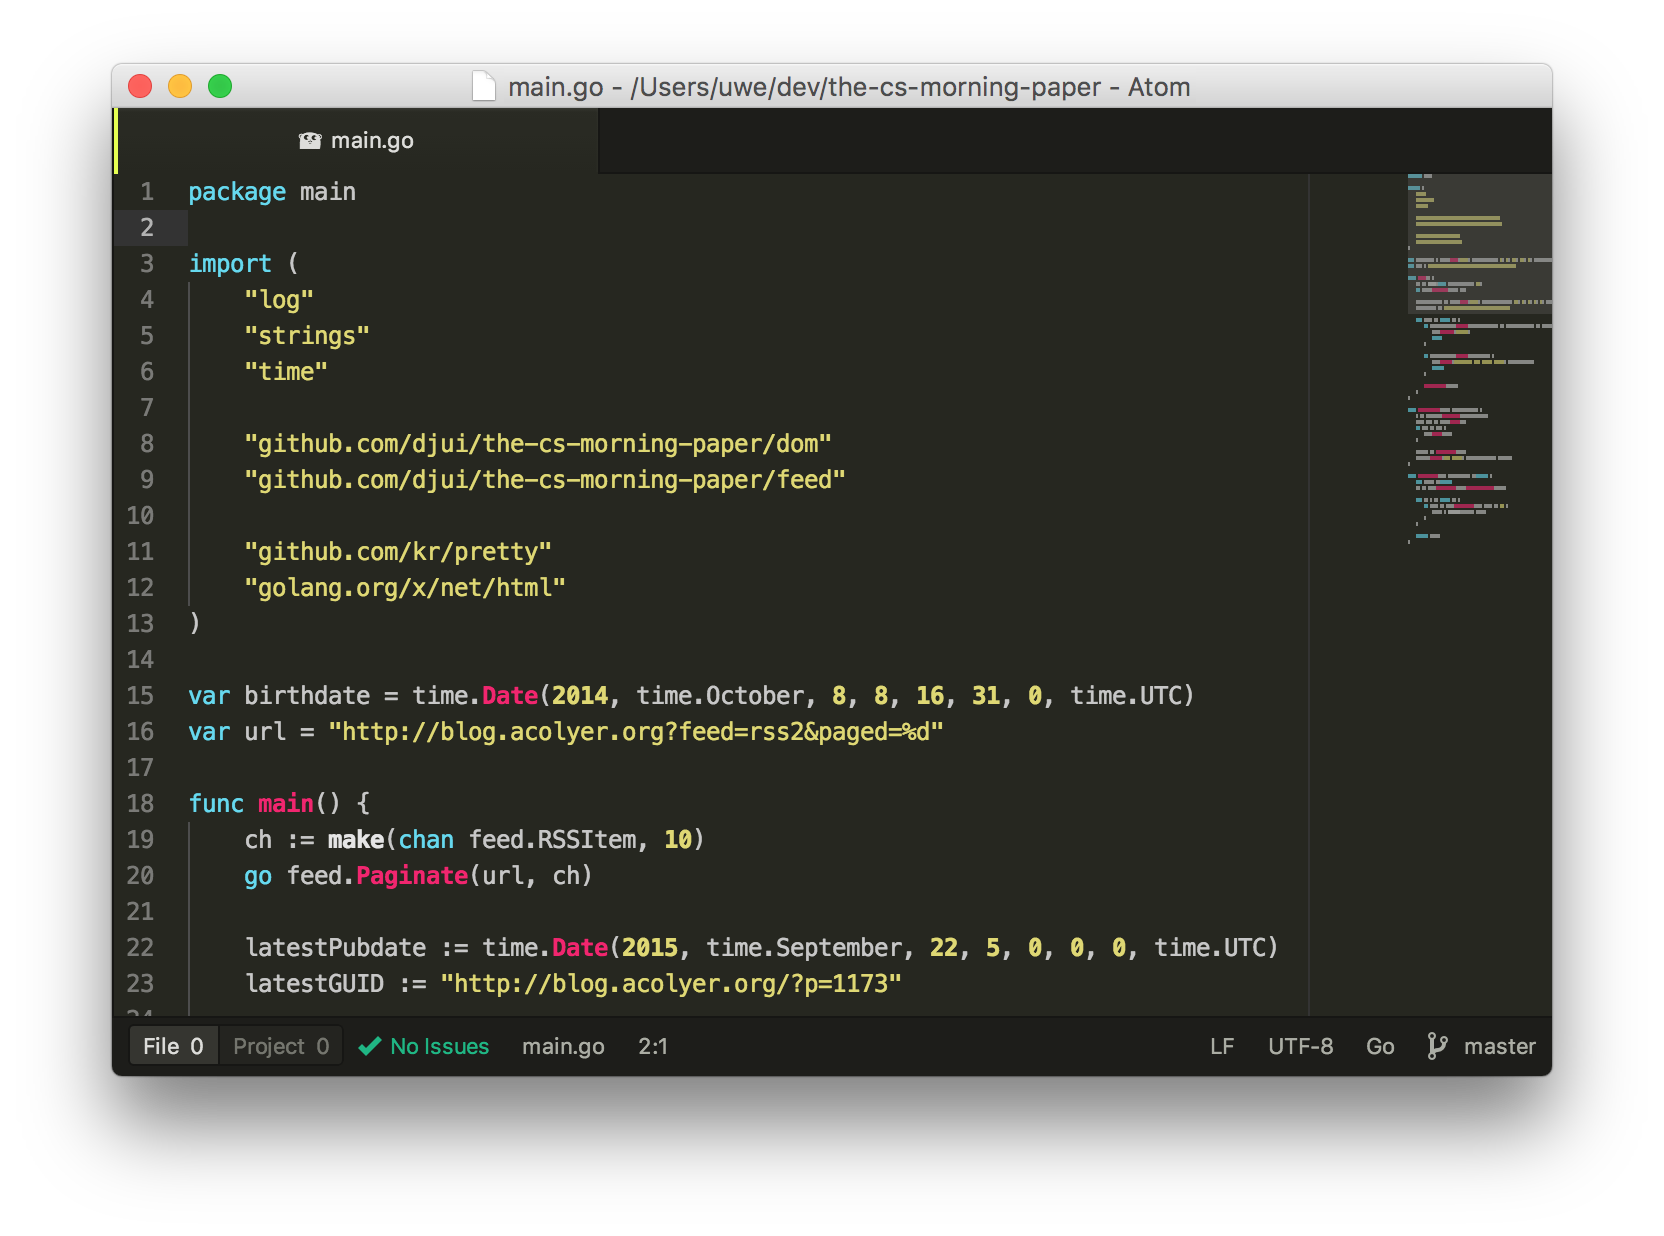 main.go - /Users/uwe/dev/the-cs-morning-paper - Atom
main.go
1 package main
2
3 import (
4     "log"
5     "strings"
6     "time"
7
8     "github.com/djui/the-cs-morning-paper/dom"
9     "github.com/djui/the-cs-morning-paper/feed"
10
11     "github.com/kr/pretty"
12     "golang.org/x/net/html"
13 )
14
15 var birthdate = time.Date(2014, time.October, 8, 8, 16, 31, 0, time.UTC)
16 var url = "http://blog.acolyer.org?feed=rss2&paged=%d"
17
18 func main() {
19     ch := make(chan feed.RSSItem, 10)
20     go feed.Paginate(url, ch)
21
22     latestPubdate := time.Date(2015, time.September, 22, 5, 0, 0, 0, time.UTC)
23     latestGUID := "http://blog.acolyer.org/?p=1173"
File 0 Project 0 No Issues main.go 2:1 LF UTF-8 Go master